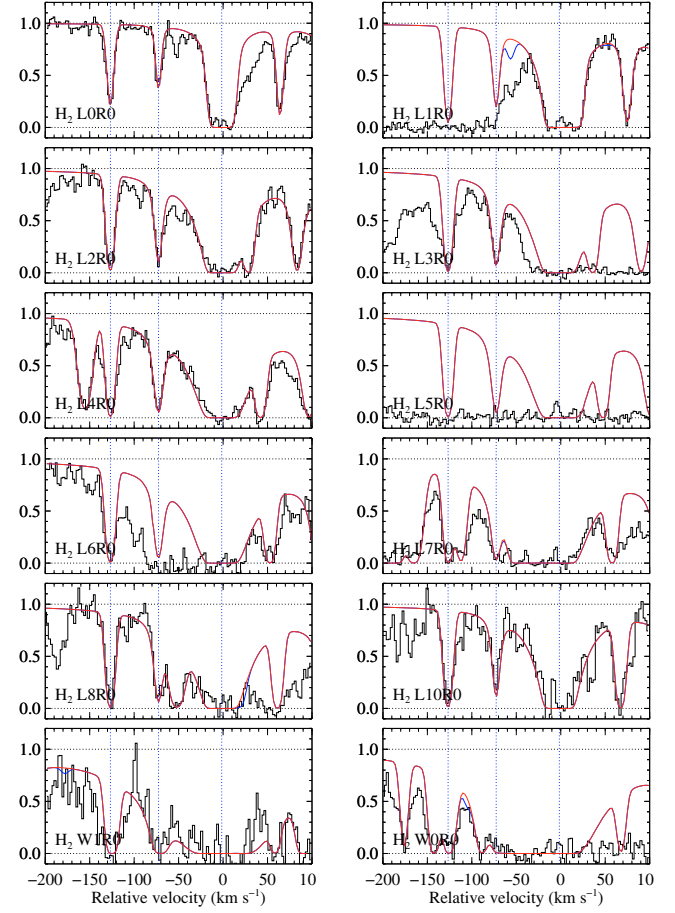 1.0
0.5
0.0
H2 L0R0
H2 L1R0
1.0
0.5
0.0
H2 L2R0
H2 L3R0
1.0
0.5
0.0
H2 L4R0
H2 L5R0
1.0
0.5
0.0
H2 L6R0
H2 L7R0
1.0
0.5
0.0
H2 L8R0
H2 L10R0
1.0
0.5
0.0
H2 W1R0
H2 W0R0
−200 −150 −100 −50 0 50 10
−200 −150 −100 −50 0 50 10
Relative velocity (km s−1)
Relative velocity (km s−1)